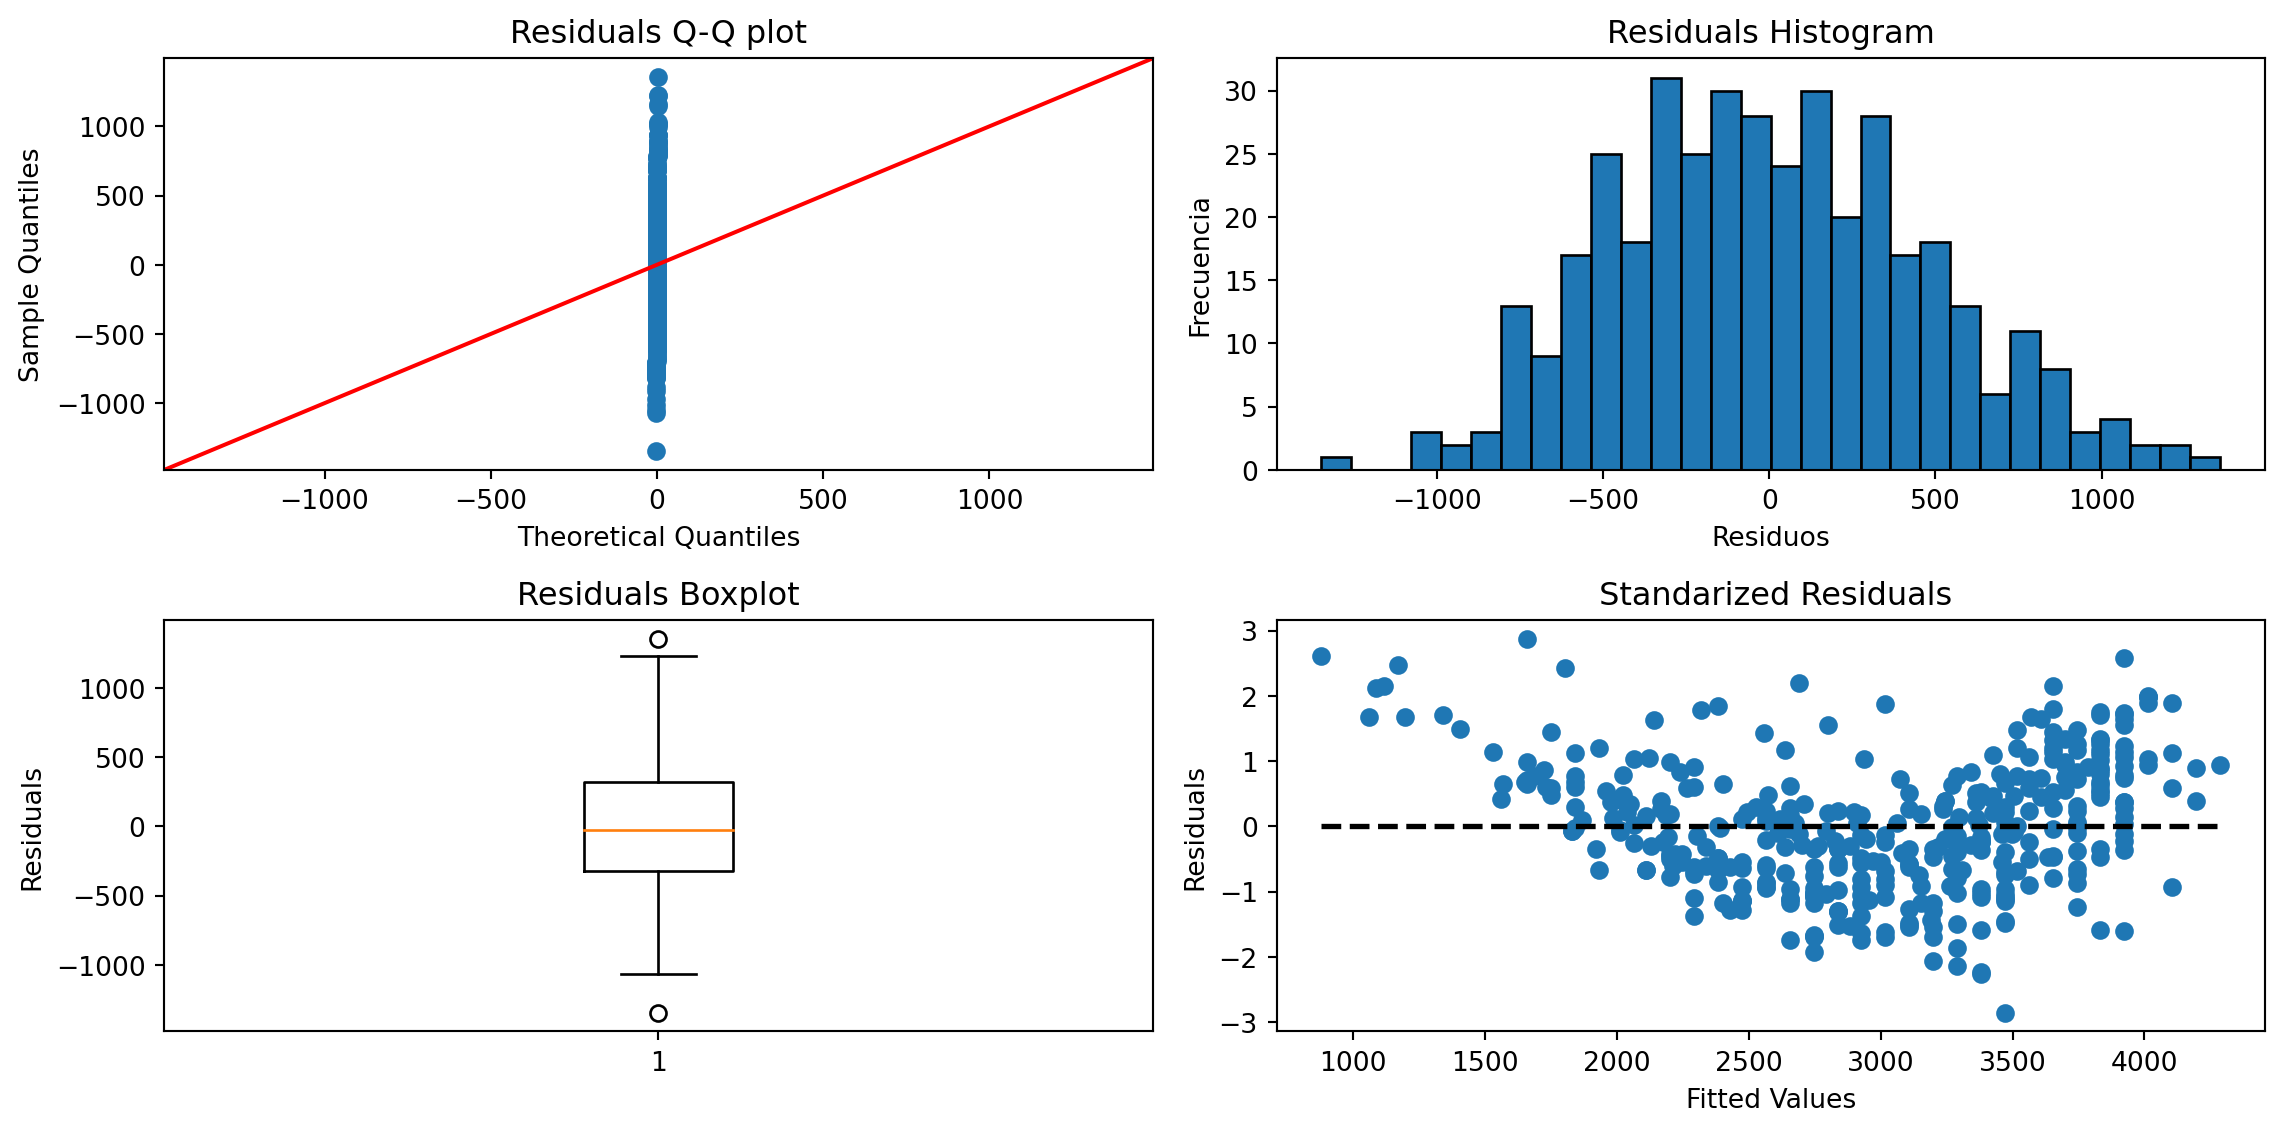 Residuals Q-Q plot
Sample Quantiles
1000
500
0
−500
−1000
−1000 −500 0 500 1000
Theoretical Quantiles
Residuals Histogram
Frecuencia
30
25
20
15
10
5
0
−1000 −500 0 500 1000
Residuos
Residuals Boxplot
Residuals
1000
500
0
−500
−1000
1
Standarized Residuals
Residuals
3
2
1
0
−1
−2
−3
1000 1500 2000 2500 3000 3500 4000
Fitted Values